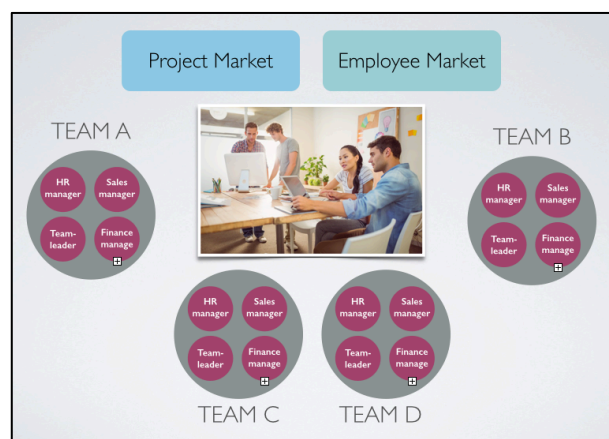 Project Market
Employee Market
TEAM A
HR
manager
Sales
manager
Team-
leader
Finance
manage
TEAM B
HR
manager
Sales
manager
Team-
leader
Finance
manage
HR
manager
Sales
manager
Team-
leader
Finance
manage
TEAM C
HR
manager
Sales
manager
Team-
leader
Finance
manage
TEAM D